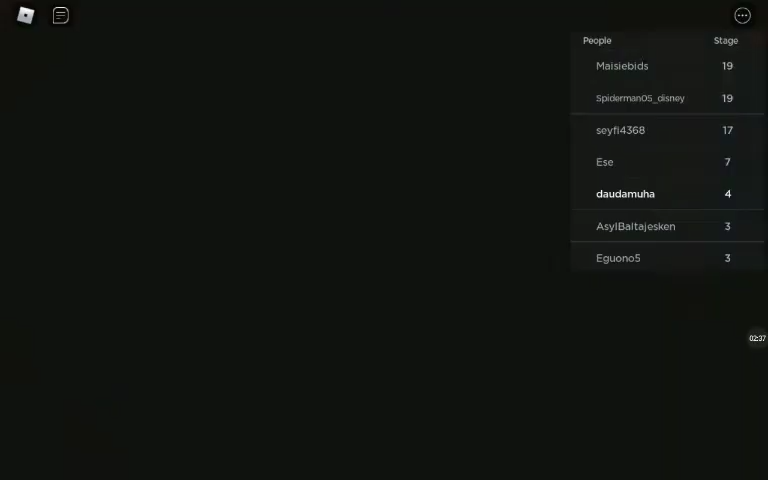 People Stage
Maisiebids 19
Spiderman05_disney 19
seyfi4368 17
Ese 7
daudamuha 4
AsylBaltajesken 3
Eguono5 3
02:37